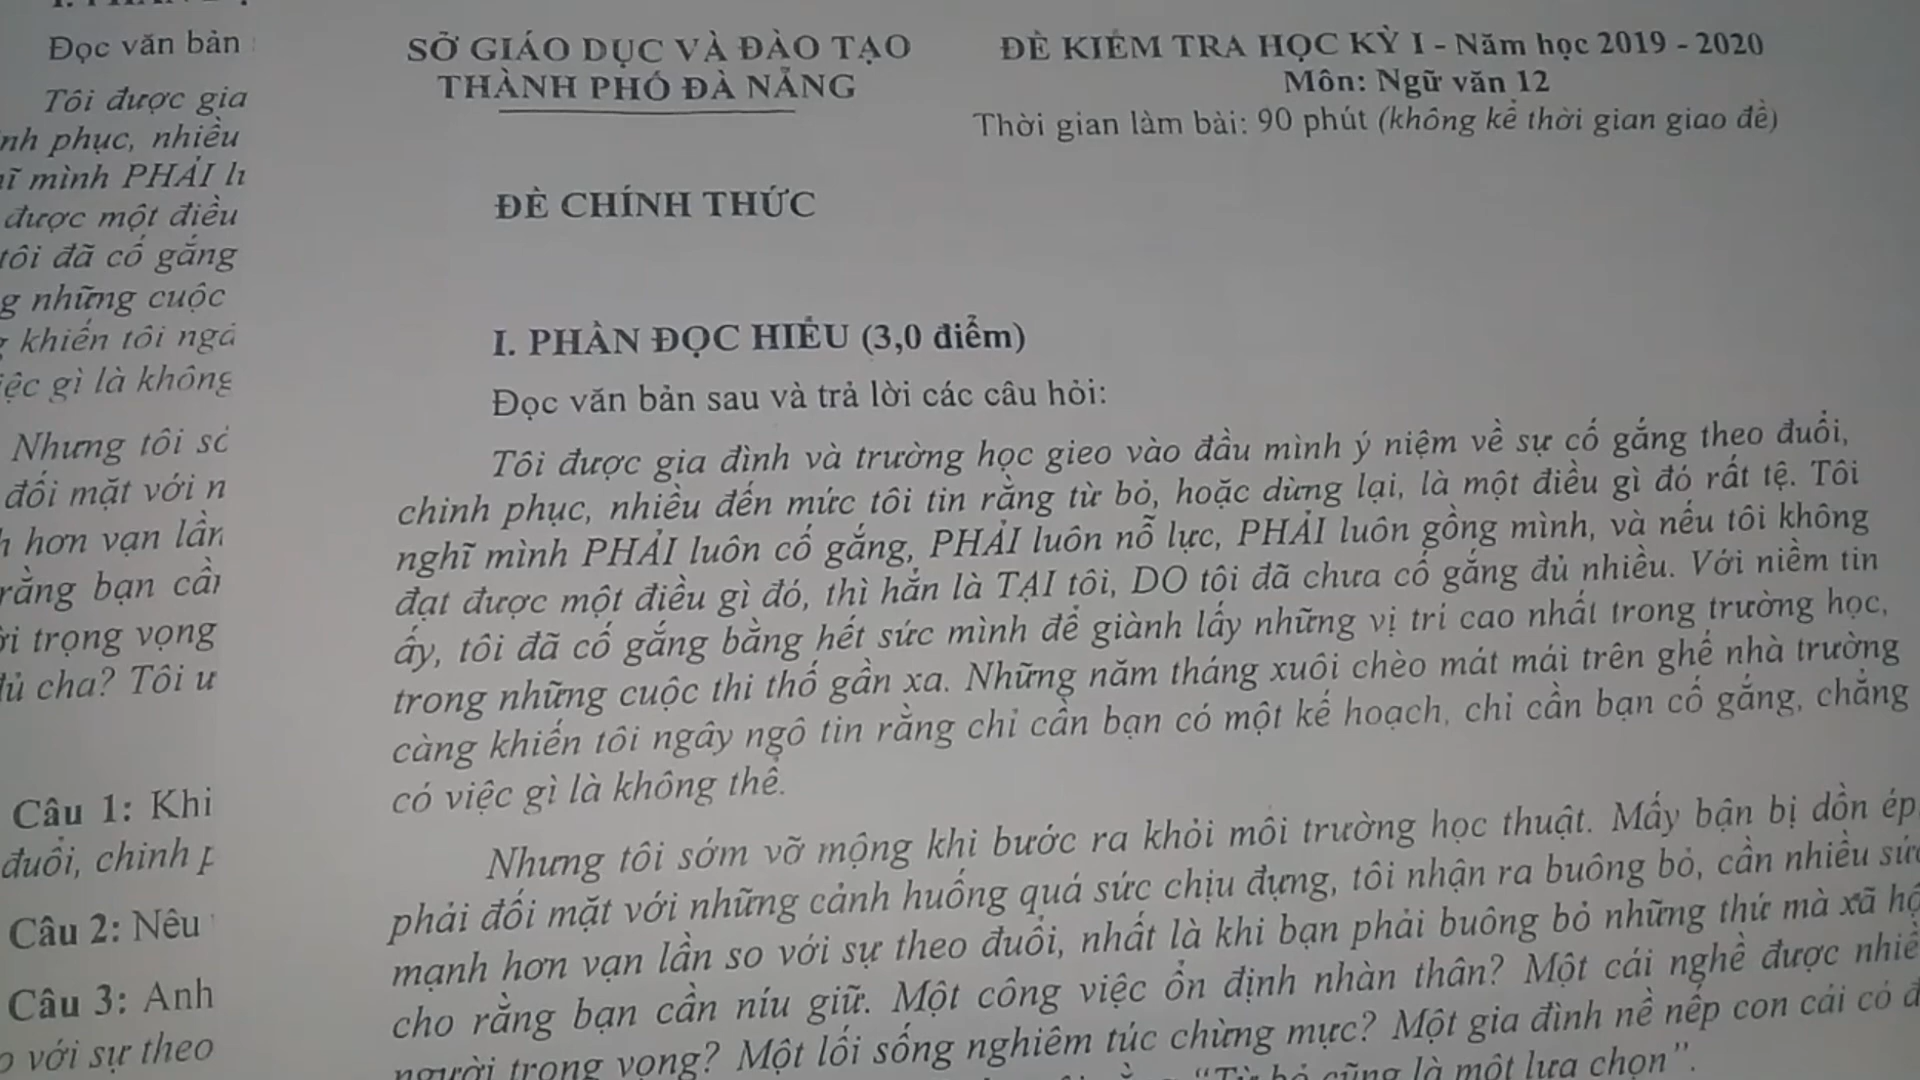 Đọc văn bản
Tôi được gia
nh phục, nhiều
ĩ mình PHẢI
được một điều
tôi đã cố gắng
g những cuộc
khiến tôi ngâ
ệc gì là không
Nhưng tôi sớ
đối mặt với n
h hơn vạn lần
rằng bạn cần
ời trọng vọng
đủ cha? Tôi
Câu 1: Khi
đuổi, chinh p
Câu 2: Nêu
Câu 3: Anh
o với sự theo
SỞ GIÁO DỤC VÀ ĐÀO TẠO
THÀNH PHỐ ĐÀ NẴNG
ĐỀ KIỂM TRA HỌC KỲ I - Năm học 2019 - 2020
Môn: Ngữ văn 12
Thời gian làm bài: 90 phút (không kể thời gian giao đề)
ĐỀ CHÍNH THỨC
I. PHẦN ĐỌC HIỂU (3,0 điểm)
Đọc văn bản sau và trả lời các câu hỏi:
Tôi được gia đình và trường học gieo vào đầu mình ý niệm về sự cố gắng theo đuổi,
chinh phục, nhiều đến mức tôi tin rằng từ bỏ, hoặc dừng lại, là một điều gì đó rất tệ. Tôi
nghĩ mình PHẢI luôn cố gắng, PHẢI luôn nỗ lực, PHẢI luôn gồng mình, và nếu tôi không
đạt được một điều gì đó, thì hẳn là TẠI tôi, DO tôi đã chưa cố gắng đủ nhiều. Với niềm tin
ấy, tôi đã cố gắng bằng hết sức mình để giành lấy những vị trí cao nhất trong trường học,
trong những cuộc thi thố gần xa. Những năm tháng xuôi chèo mát mái trên ghế nhà trường
càng khiến tôi ngây ngô tin rằng chỉ cần bạn có một kế hoạch, chỉ cần bạn cố gắng, chẳng
có việc gì là không thể.
Nhưng tôi sớm vỡ mộng khi bước ra khỏi môi trường học thuật. Mấy bận bị dồn ép,
phải đối mặt với những cảnh huống quá sức chịu đựng, tôi nhận ra buông bỏ, cần nhiều sức
mạnh hơn vạn lần so với sự theo đuổi, nhất là khi bạn phải buông bỏ những thứ mà xã hộ
cho rằng bạn cần níu giữ. Một công việc ổn định nhàn thân? Một cái nghề được nhiề
người trọng vọng? Một lối sống nghiêm túc chừng mực? Một gia đình nề nếp con cái có đ
"Từ bỏ cũng là một lựa chọn".